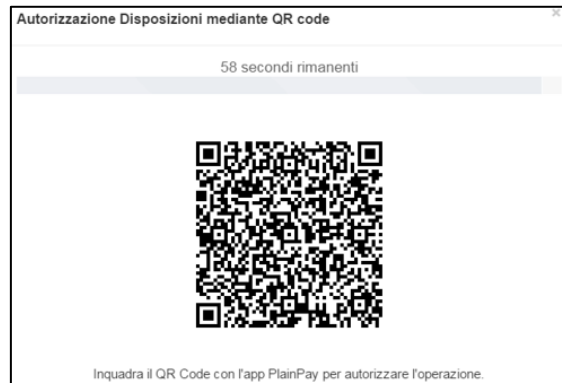 Autorizzazione Disposizioni mediante QR code
×
58 secondi rimanenti
Inquadra il QR Code con l'app PlainPay per autorizzare l'operazione.